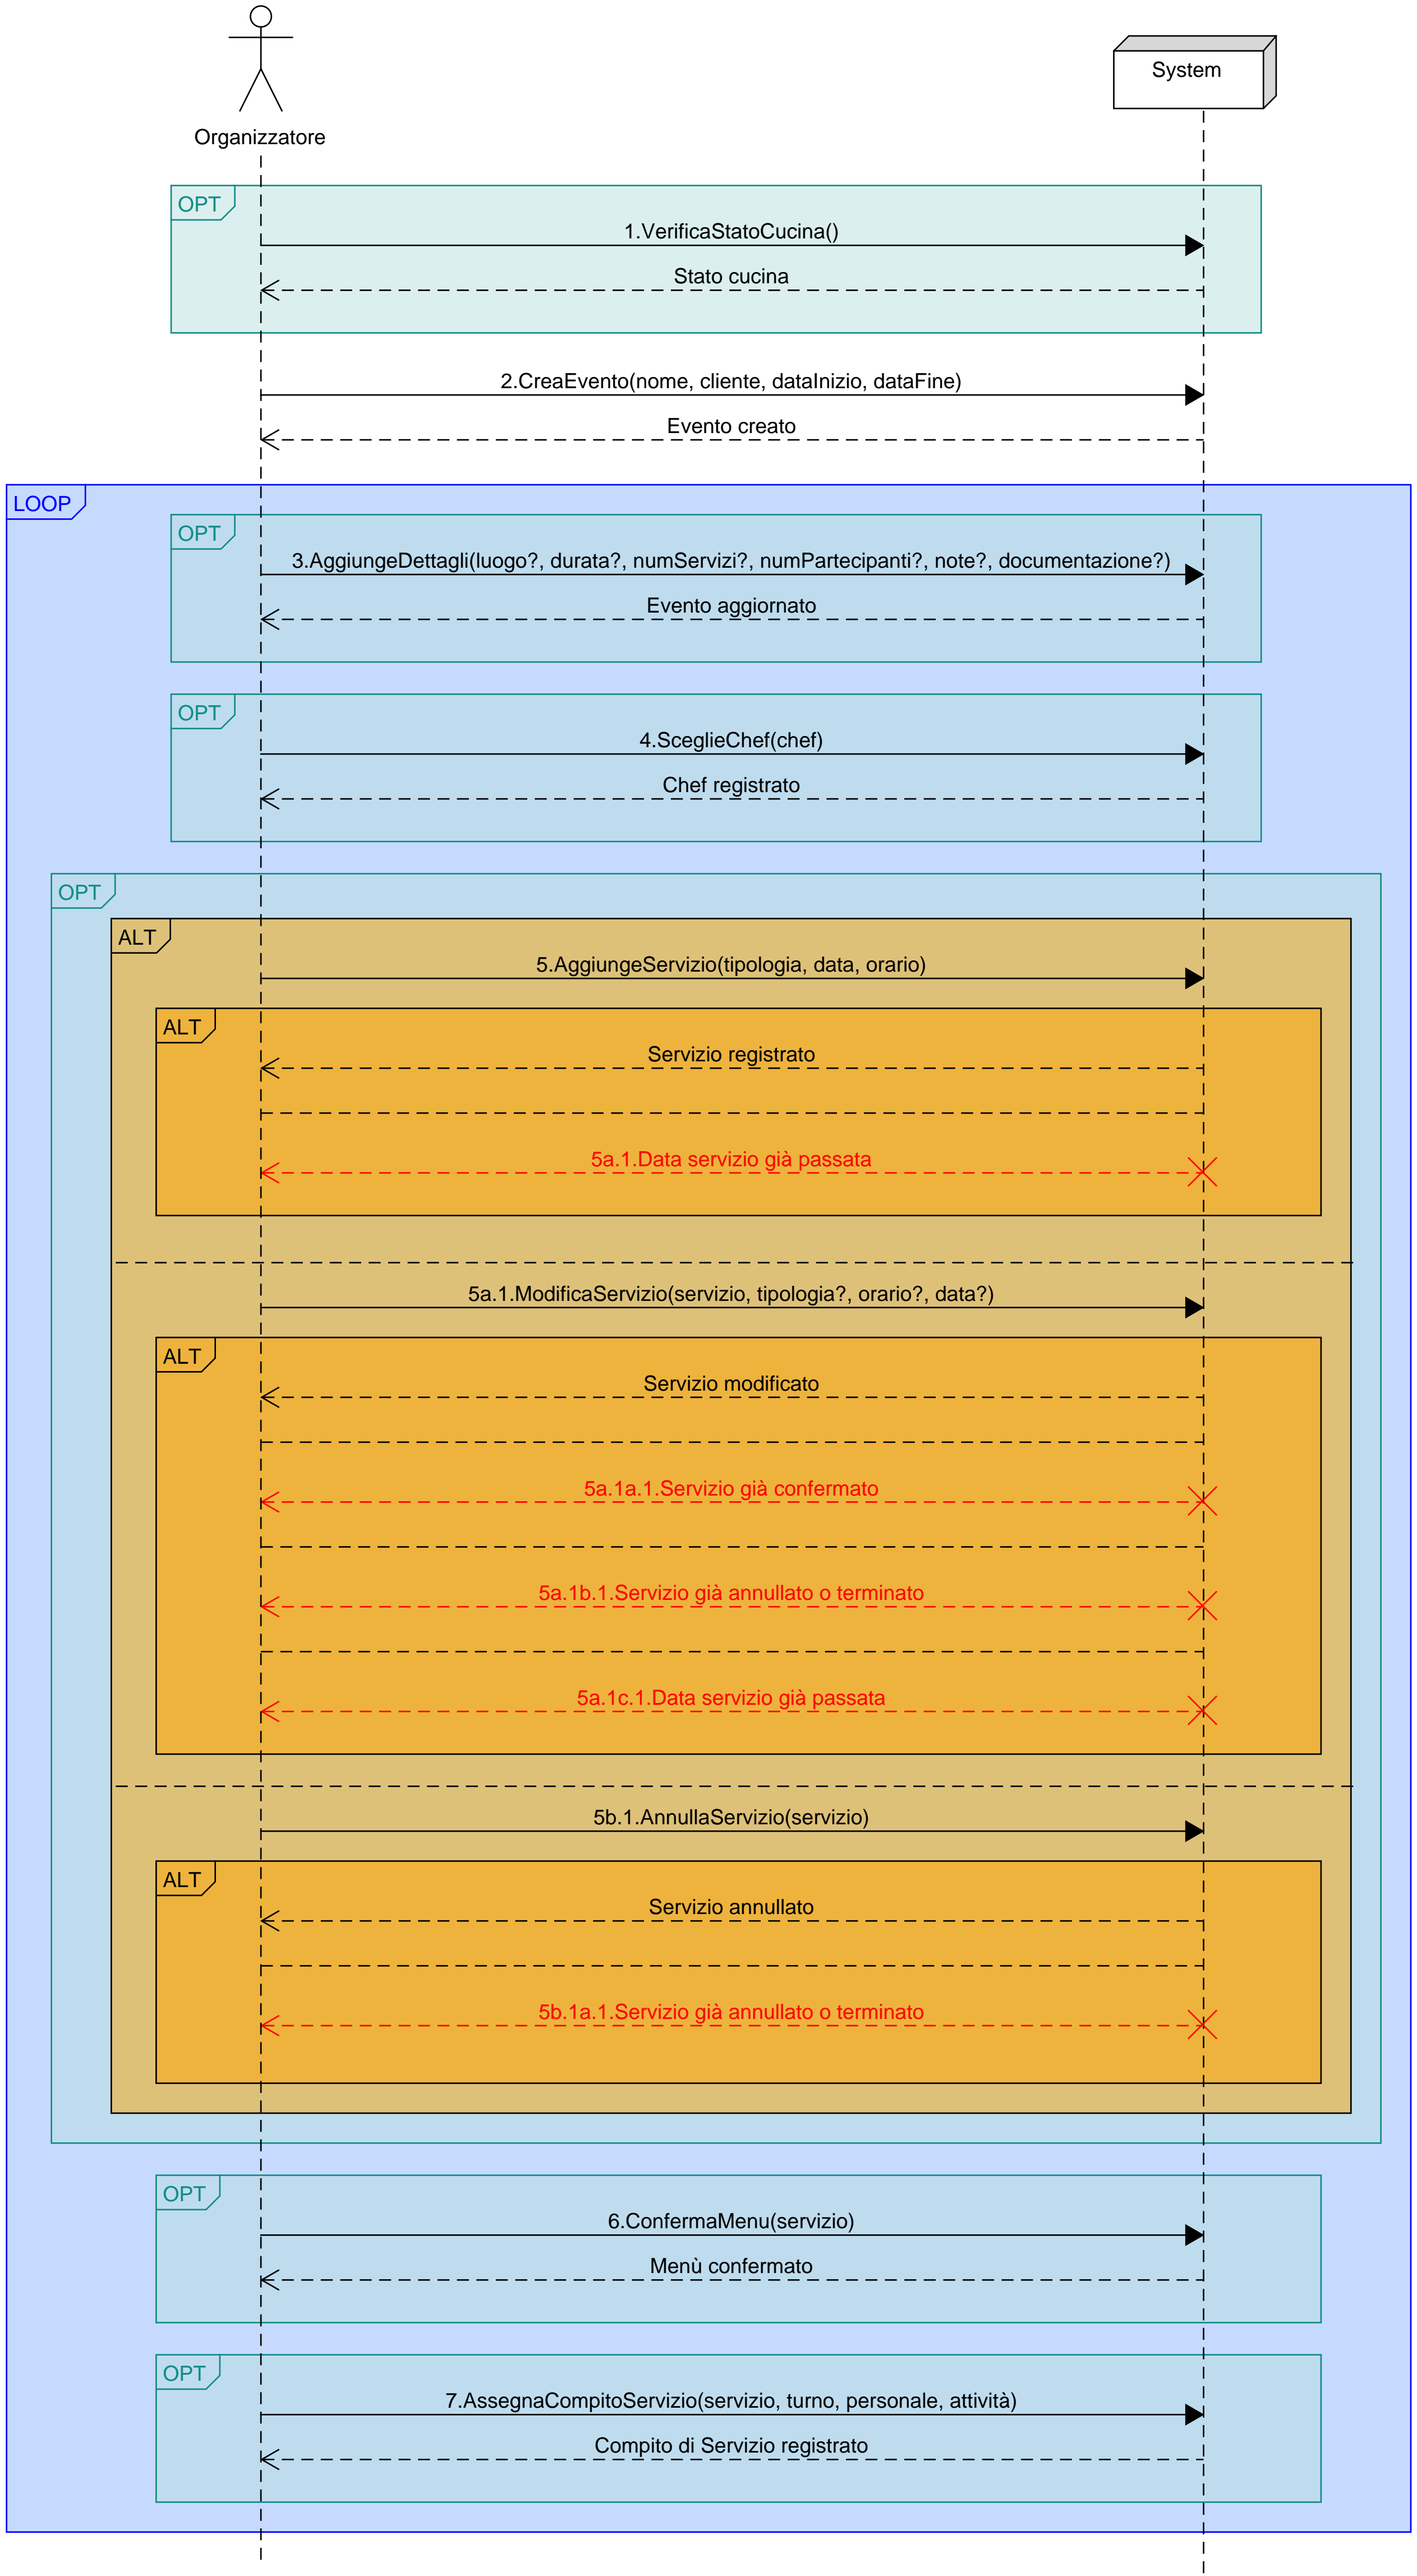 System
Organizzatore
OPT
1.VerificaStatoCucina()
Stato cucina
2.CreaEvento(nome, cliente, dataInizio, dataFine)
Evento creato
LOOP
OPT
3.AggiungeDettagli(luogo?, durata?, numServizi?, numPartecipanti?, note?, documentazione?)
Evento aggiornato
OPT
4.SceglieChef(chef)
Chef registrato
OPT
ALT
5.AggiungeServizio(tipologia, data, orario)
ALT
Servizio registrato
5a.1.Data servizio già passata
5a.1.ModificaServizio(servizio, tipologia?, orario?, data?)
ALT
Servizio modificato
5a.1a.1.Servizio già confermato
5a.1b.1.Servizio già annullato o terminato
5a.1c.1.Data servizio già passata
5b.1.AnnullaServizio(servizio)
ALT
Servizio annullato
5b.1a.1.Servizio già annullato o terminato
OPT
6.ConfermaMenu(servizio)
Menù confermato
OPT
7.AssegnaCompitoServizio(servizio, turno, personale, attività)
Compito di Servizio registrato